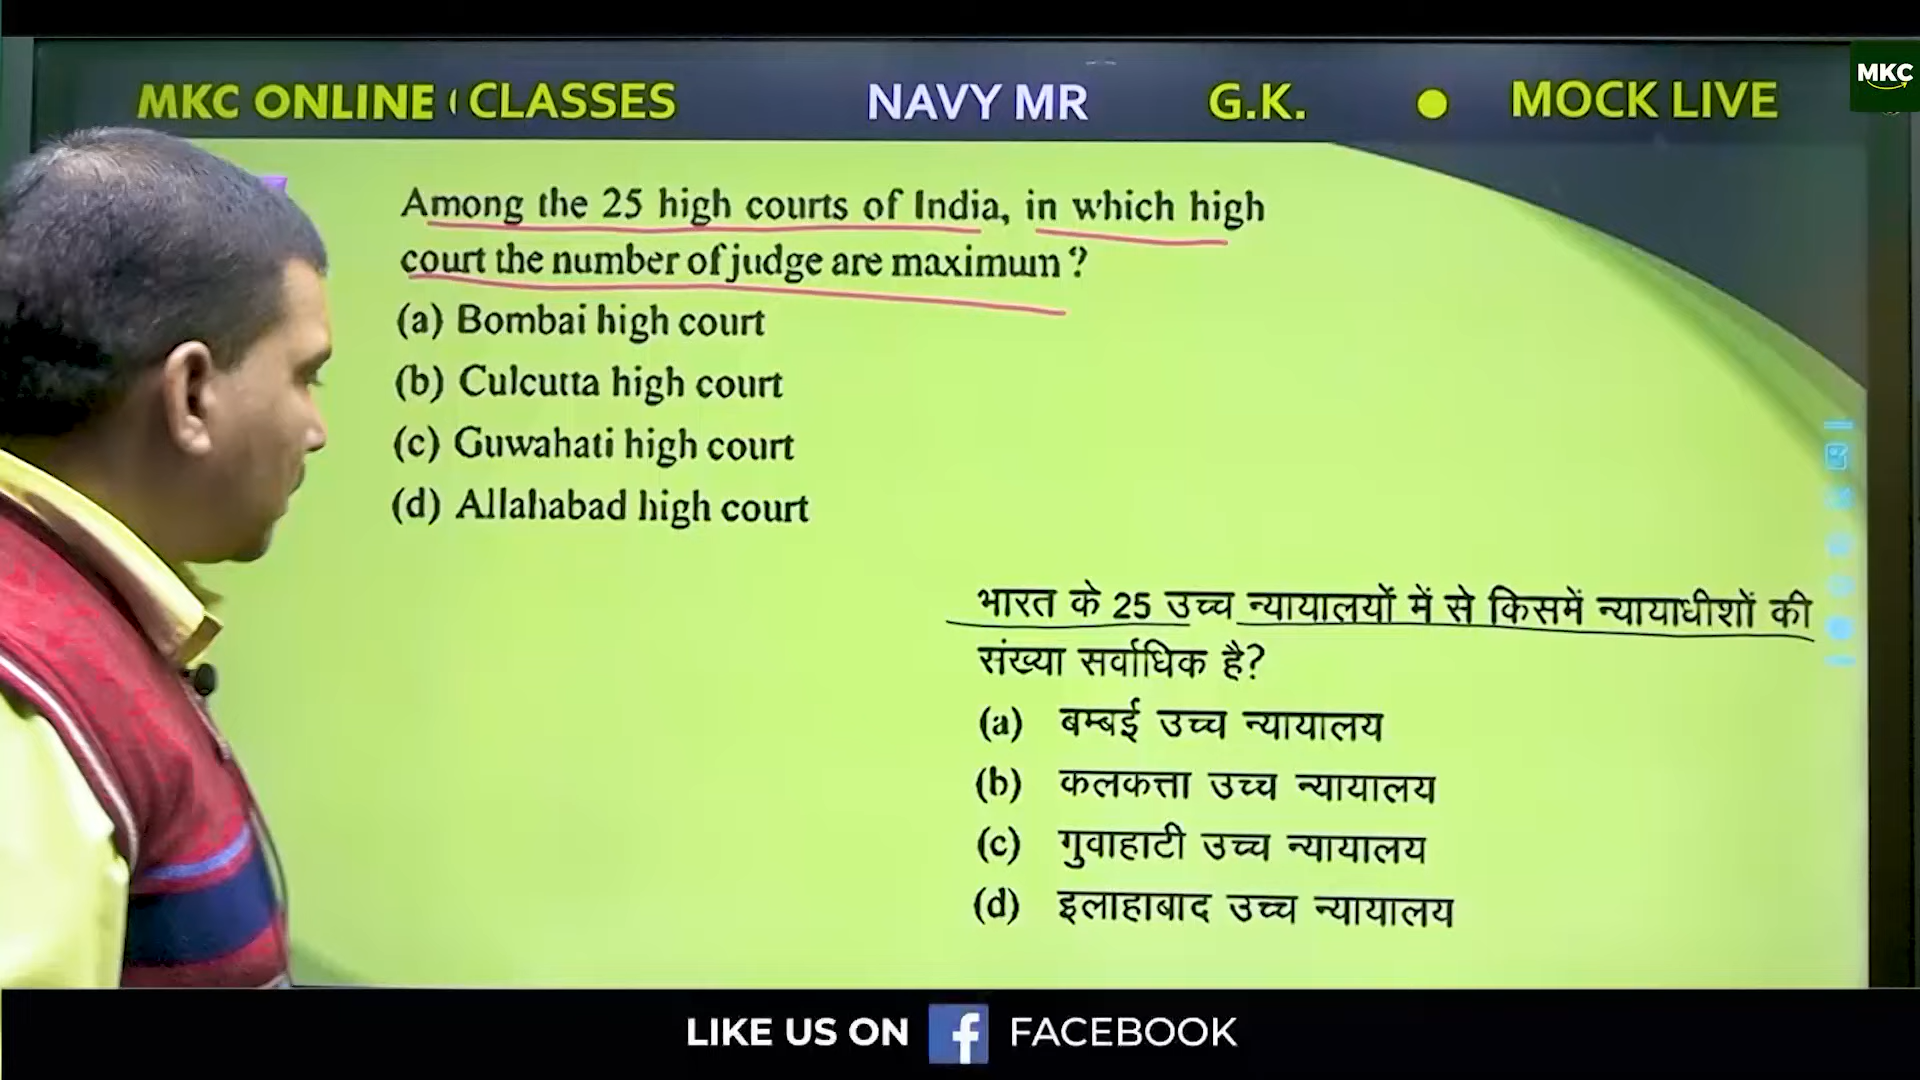 MKC ONLINE CLASSES NAVY MR G.K. MOCK LIVE
MKC
Among the 25 high courts of India, in which high
court the number of judge are maximum ?
(a) Bombai high court
(b) Culcutta high court
(c) Guwahati high court
(d) Allahabad high court
भारत के 25 उच्च न्यायालयों में से किसमें न्यायाधीशों की
संख्या सर्वाधिक है?
(a) बम्बई उच्च न्यायालय
(b) कलकत्ता उच्च न्यायालय
(c) गुवाहाटी उच्च न्यायालय
(d) इलाहाबाद उच्च न्यायालय
LIKE US ON f FACEBOOK